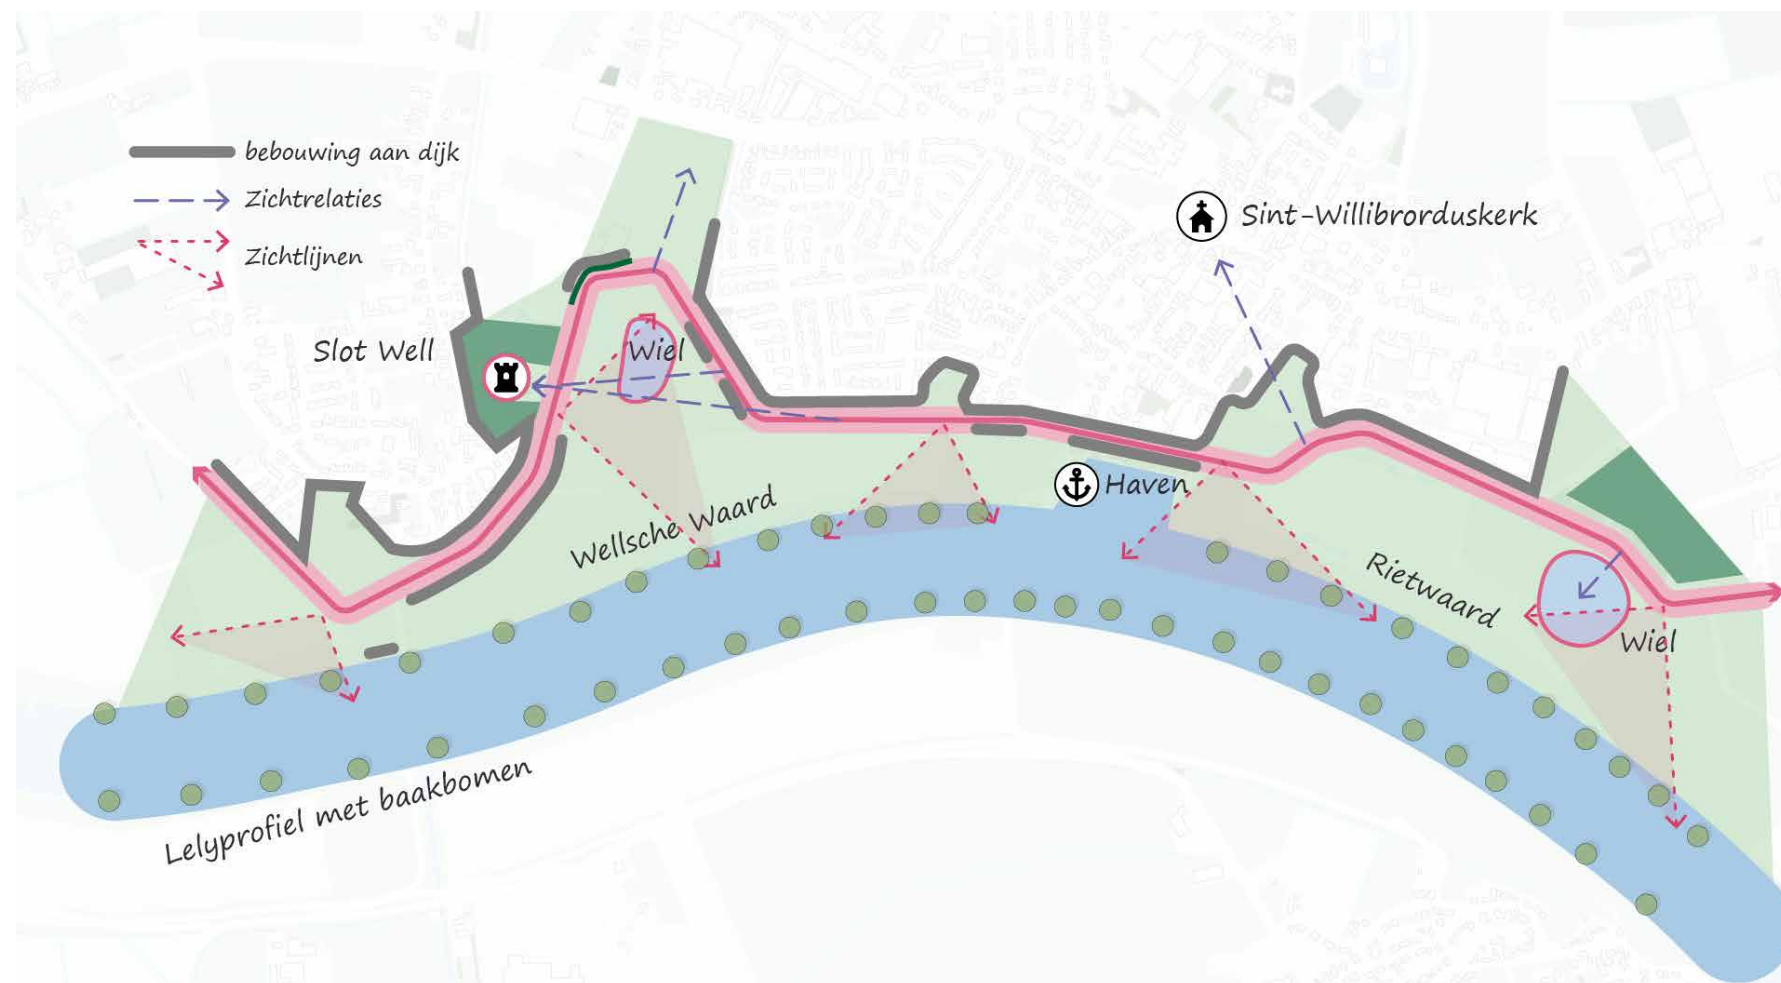 bebouwing aan dijk
Zichtrelaties
Zichtlijnen
Sint-Willibrorduskerk
Slot Well
Wiel
Haven
Wellsche Waard
Rietwaard
Wiel
Lelyprofiel met baakbomen